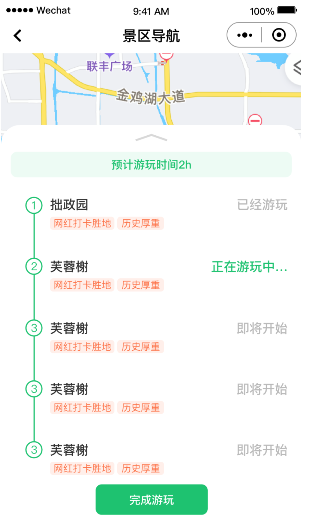 Wechat 9:41 AM 100%
景区导航
联丰广场
金鸡湖大道
预计游玩时间2h
1 拙政园 已经游玩
网红打卡胜地 历史厚重
2 芙蓉榭 正在游玩中...
网红打卡胜地 历史厚重
3 芙蓉榭 即将开始
网红打卡胜地 历史厚重
3 芙蓉榭 即将开始
网红打卡胜地 历史厚重
3 芙蓉榭 即将开始
网红打卡胜地 历史厚重
完成游玩